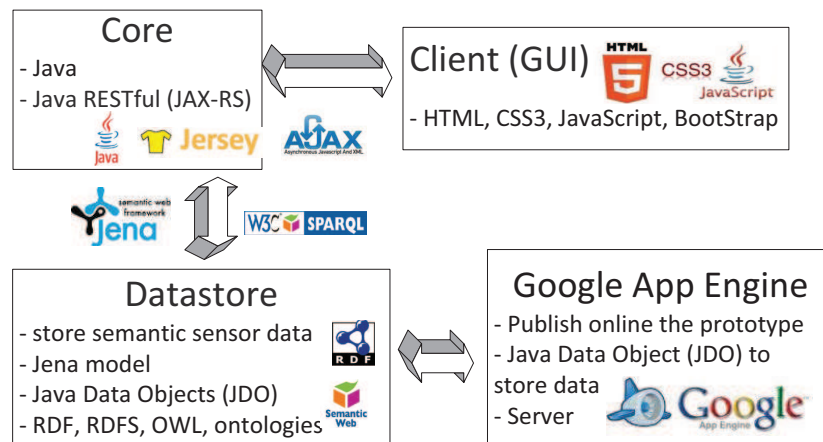 Core
- Java
- Java RESTful (JAX-RS)
Java
Jersey
AJAX
Asynchronous Javascript And XML
Client (GUI)
HTML
5
CSS3
JavaScript
- HTML, CSS3, JavaScript, BootStrap
semantic web
framework
Jena
W3C SPARQL
Datastore
- store semantic sensor data
- Jena model
- Java Data Objects (JDO)
- RDF, RDFS, OWL, ontologies
RDF
Semantic
Web
Google App Engine
- Publish online the prototype
- Java Data Object (JDO) to
store data
- Server
Google
App Engine